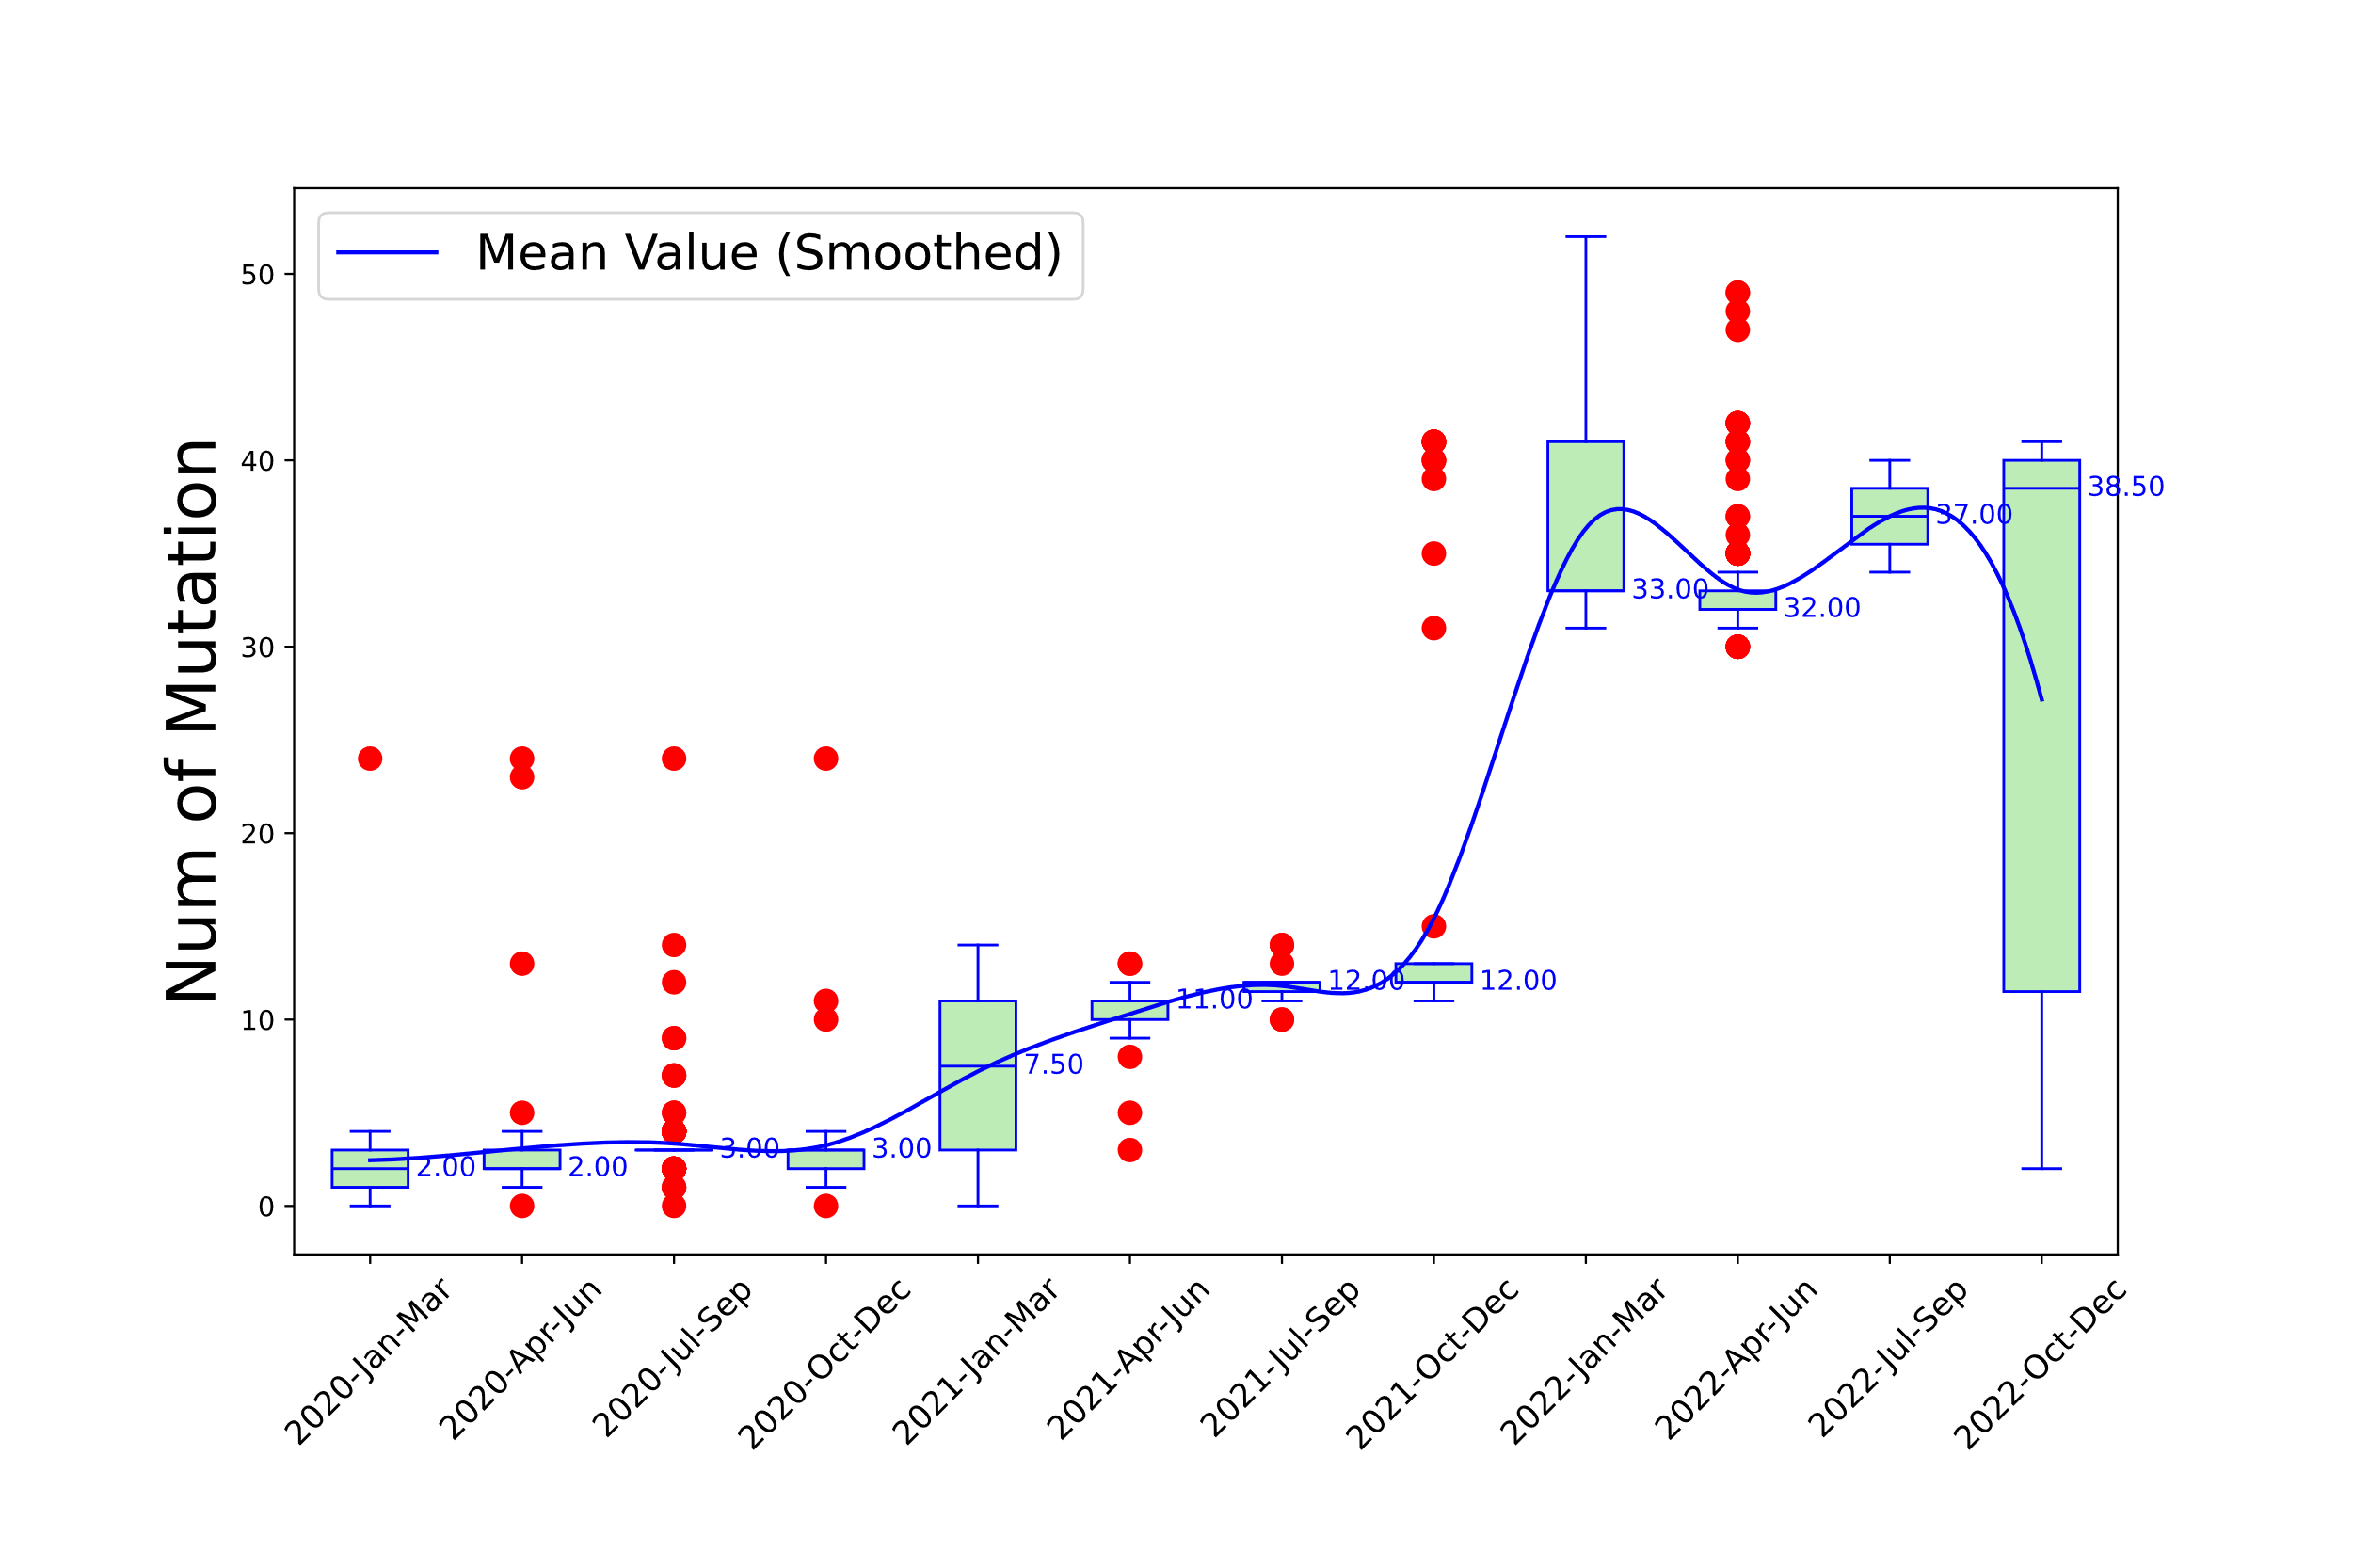 Mean Value (Smoothed)
Num of Mutation
50
40
30
20
10
0
2.00
2.00
3.00
3.00
7.50
11.00
12.00
12.00
33.00
32.00
37.00
38.50
2020-Jan-Mar
2020-Apr-Jun
2020-Jul-Sep
2020-Oct-Dec
2021-Jan-Mar
2021-Apr-Jun
2021-Jul-Sep
2021-Oct-Dec
2022-Jan-Mar
2022-Apr-Jun
2022-Jul-Sep
2022-Oct-Dec